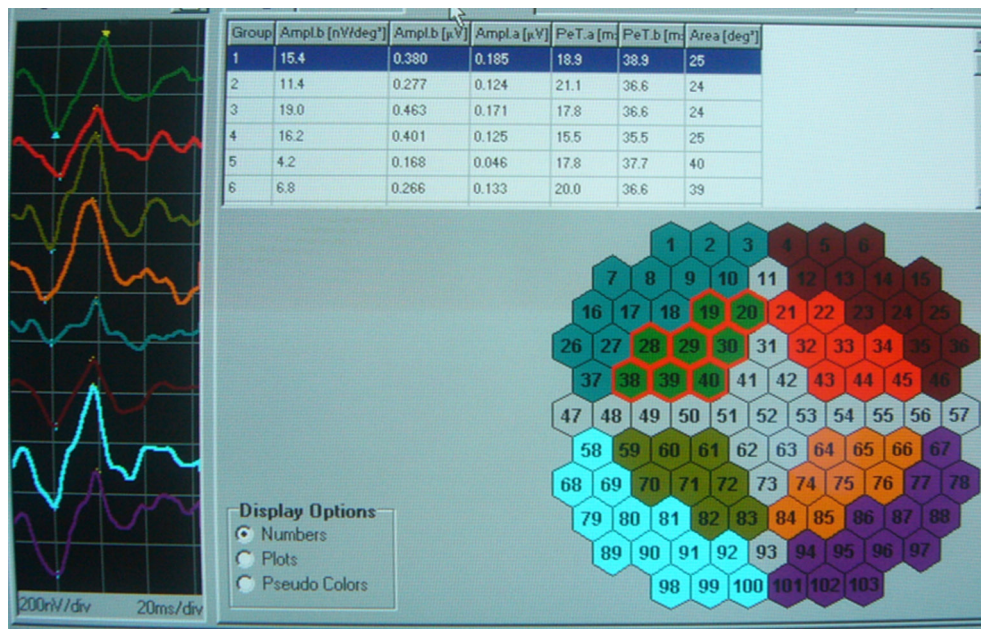 Group Ampl.b [nV/deg²] Ampl.b [µV] Ampl.a [µV] PeT.a [m: PeT.b [m: Area [deg²]
1 15.4 0.380 0.185 18.9 38.9 25
2 11.4 0.277 0.124 21.1 36.6 24
3 19.0 0.463 0.171 17.8 36.6 24
4 16.2 0.401 0.125 15.5 35.5 25
5 4.2 0.168 0.046 17.8 37.7 40
6 6.8 0.266 0.133 20.0 36.6 39
1 2 3 4 5 6
7 8 9 10 11 12 13 14 15
16 17 18 19 20 21 22 23 24 25
26 27 28 29 30 31 32 33 34 35 36
37 38 39 40 41 42 43 44 45 46
47 48 49 50 51 52 53 54 55 56 57
58 59 60 61 62 63 64 65 66 67
68 69 70 71 72 73 74 75 76 77 78
79 80 81 82 83 84 85 86 87 88
89 90 91 92 93 94 95 96 97
98 99 100 101 102 103
Display Options
Numbers
Plots
Pseudo Colors
200nV/div 20ms/div